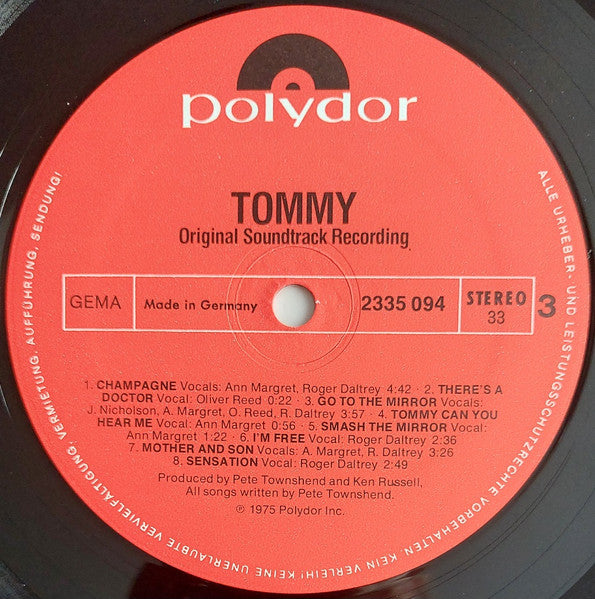 polydor
TOMMY
Original Soundtrack Recording
GEMA
Made in Germany
2335 094
STEREO
33
3
1. CHAMPAGNE Vocals: Ann Margret, Roger Daltrey 4:42 · 2. THERE'S A
DOCTOR Vocal: Oliver Reed 0:22 · 3. GO TO THE MIRROR Vocals:
J. Nicholson, A. Margret, O. Reed, R. Daltrey 3:57 · 4. TOMMY CAN YOU
HEAR ME Vocal: Ann Margret 0:56 · 5. SMASH THE MIRROR Vocal:
Ann Margret 1:22 · 6. I'M FREE Vocal: Roger Daltrey 2:36
7. MOTHER AND SON Vocals: A. Margret, R. Daltrey 3:26
8. SENSATION Vocal: Roger Daltrey 2:49
Produced by Pete Townshend and Ken Russell,
All songs written by Pete Townshend.
℗ 1975 Polydor Inc.
ALLE URHEBER- UND LEISTUNGSSCHUTZRECHTE VORBEHALTEN. KEIN VERLEIH! KEINE UNERLAUBTE VERVIELFÄLTIGUNG, VERMIETUNG, AUFFÜHRUNG, SENDUNG!